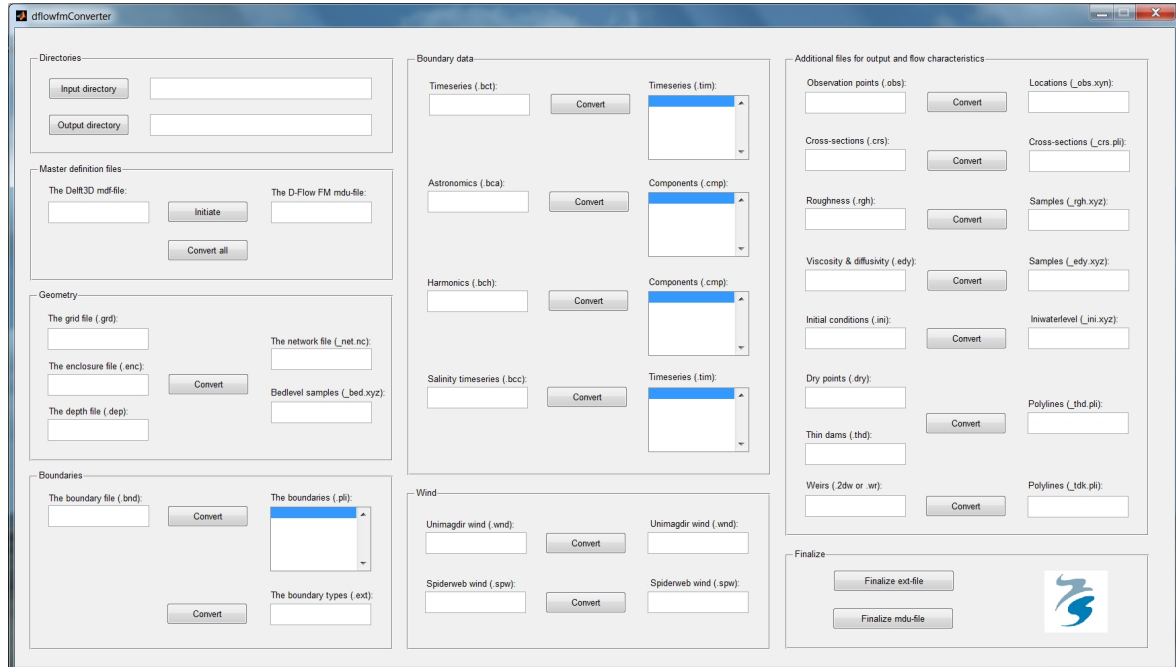 dflowfmConverter
Directories
Input directory
Output directory
Master definition files
The Delft3D mdf-file:
Initiate
The D-Flow FM mdu-file:
Convert all
Geometry
The grid file (.grd):
The network file (_net.nc):
The enclosure file (.enc):
Convert
Bedlevel samples (_bed.xyz):
The depth file (.dep):
Boundaries
The boundary file (.bnd):
Convert
The boundaries (.pli):
Convert
The boundary types (.ext):
Boundary data
Timeseries (.bct):
Convert
Timeseries (.tim):
Astronomics (.bca):
Convert
Components (.cmp):
Harmonics (.bch):
Convert
Components (.cmp):
Salinity timeseries (.bcc):
Convert
Timeseries (.tim):
Wind
Unimagdir wind (.wnd):
Convert
Unimagdir wind (.wnd):
Spiderweb wind (.spw):
Convert
Spiderweb wind (.spw):
Additional files for output and flow characteristics
Observation points (.obs):
Convert
Locations (_obs.xyn):
Cross-sections (.crs):
Convert
Cross-sections (_crs.pli):
Roughness (.rgh):
Convert
Samples (_rgh.xyz):
Viscosity & diffusivity (.edy):
Convert
Samples (_edy.xyz):
Initial conditions (.ini):
Convert
Iniwaterlevel (_ini.xyz):
Dry points (.dry):
Convert
Polylines (_thd.pli):
Thin dams (.thd):
Weirs (.2dw or .wr):
Convert
Polylines (_tdk.pli):
Finalize
Finalize ext-file
Finalize mdu-file